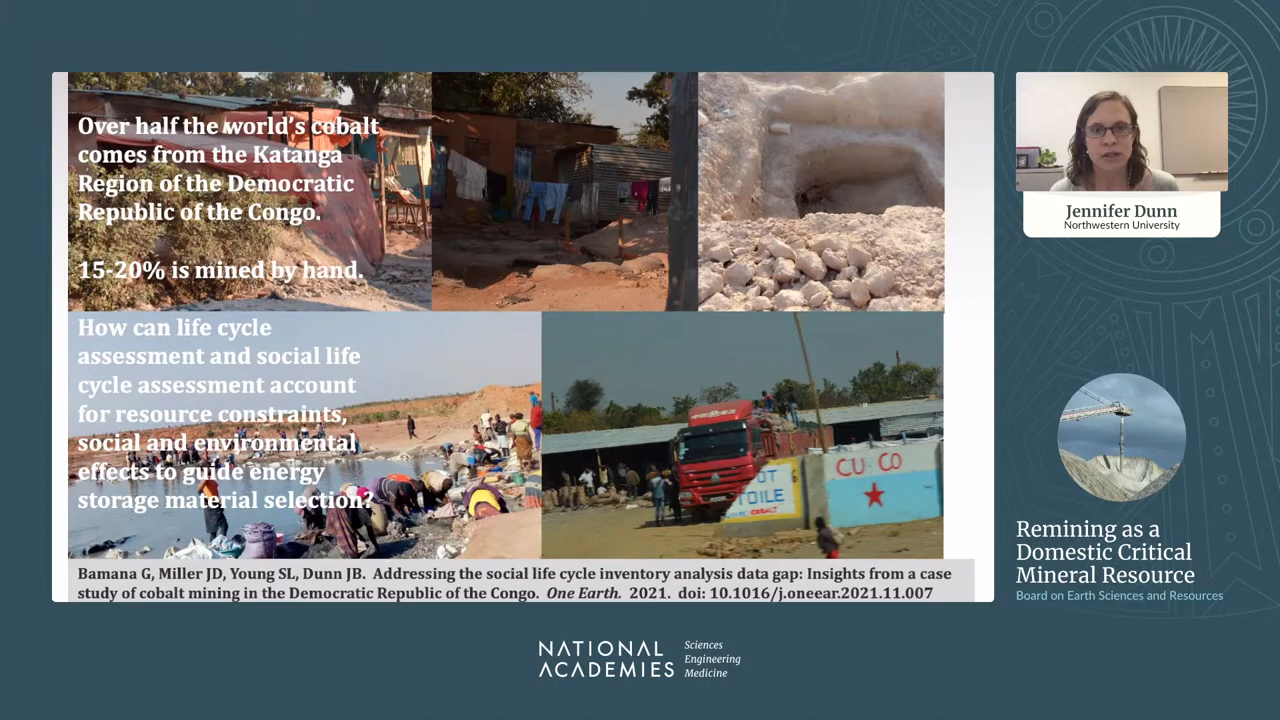 Over half the world's cobalt
comes from the Katanga
Region of the Democratic
Republic of the Congo.
15-20% is mined by hand.
How can life cycle
assessment and social life
cycle assessment account
for resource constraints,
social and environmental
effects to guide energy
storage material selection?
CU CO
TOILE
COBALT
Bamana G, Miller JD, Young SL, Dunn JB. Addressing the social life cycle inventory analysis data gap: Insights from a case
study of cobalt mining in the Democratic Republic of the Congo. One Earth. 2021. doi: 10.1016/j.oneear.2021.11.007
Jennifer Dunn
Northwestern University
Remining as a
Domestic Critical
Mineral Resource
Board on Earth Sciences and Resources
NATIONAL
ACADEMIES
Sciences
Engineering
Medicine